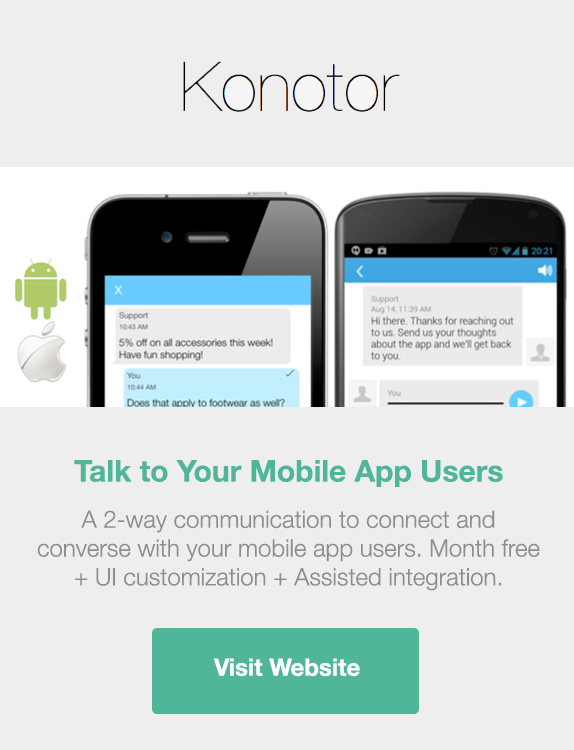 Konotor
20:21
X
Support
10:43 AM
5% off on all accessories this week!
Have fun shopping!
You
10:44 AM
Does that apply to footwear as well?
Support
Aug 14, 11:39 AM
Hi there. Thanks for reaching out
to us. Send us your thoughts
about the app and we'll get back
to you.
You
Talk to Your Mobile App Users
A 2-way communication to connect and
converse with your mobile app users. Month free
+ UI customization + Assisted integration.
Visit Website